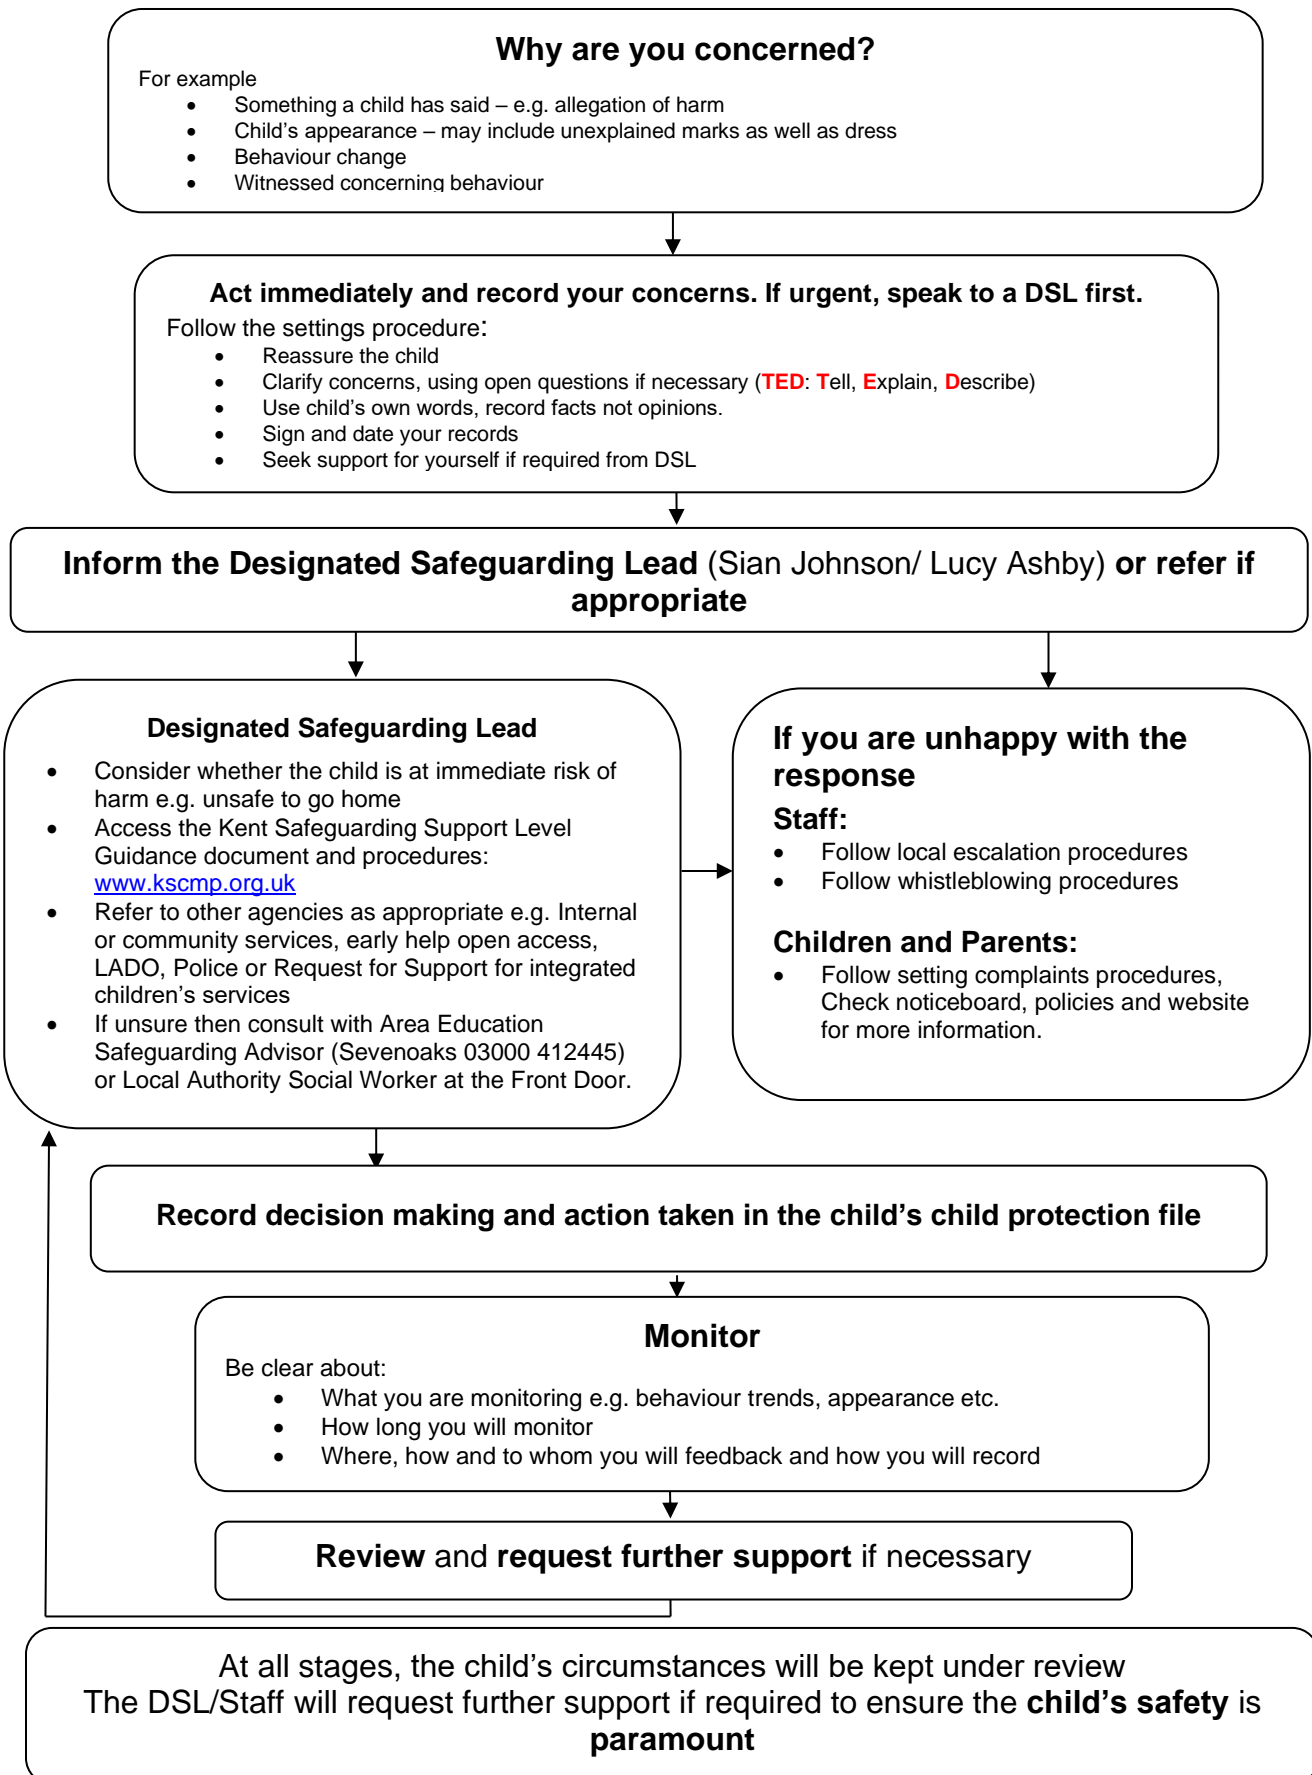 Why are you concerned?
For example
• Something a child has said – e.g. allegation of harm
• Child's appearance – may include unexplained marks as well as dress
• Behaviour change
• Witnessed concerning behaviour
Act immediately and record your concerns. If urgent, speak to a DSL first.
Follow the settings procedure:
• Reassure the child
• Clarify concerns, using open questions if necessary (TED: Tell, Explain, Describe)
• Use child's own words, record facts not opinions.
• Sign and date your records
• Seek support for yourself if required from DSL
Inform the Designated Safeguarding Lead (Sian Johnson/ Lucy Ashby) or refer if
appropriate
Designated Safeguarding Lead
• Consider whether the child is at immediate risk of
harm e.g. unsafe to go home
• Access the Kent Safeguarding Support Level
Guidance document and procedures:
www.kscmp.org.uk
• Refer to other agencies as appropriate e.g. Internal
or community services, early help open access,
LADO, Police or Request for Support for integrated
children's services
• If unsure then consult with Area Education
Safeguarding Advisor (Sevenoaks 03000 412445)
or Local Authority Social Worker at the Front Door.
If you are unhappy with the
response
Staff:
• Follow local escalation procedures
• Follow whistleblowing procedures
Children and Parents:
• Follow setting complaints procedures,
Check noticeboard, policies and website
for more information.
Record decision making and action taken in the child's child protection file
Monitor
Be clear about:
• What you are monitoring e.g. behaviour trends, appearance etc.
• How long you will monitor
• Where, how and to whom you will feedback and how you will record
Review and request further support if necessary
At all stages, the child's circumstances will be kept under review
The DSL/Staff will request further support if required to ensure the child's safety is
paramount